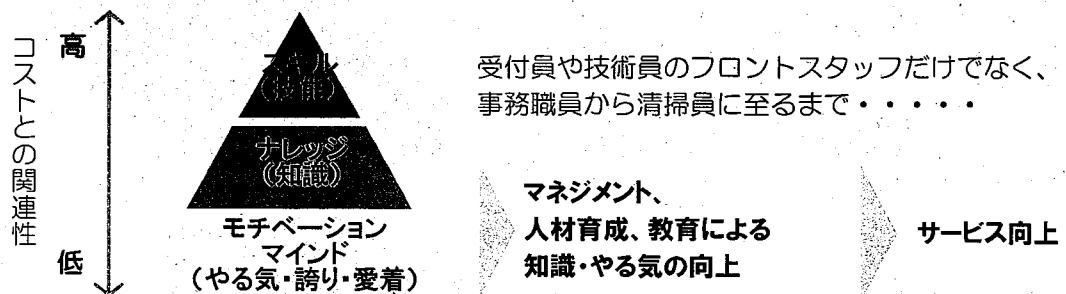 コストとの関連性
高
低
スキル
(技能)
ナレッジ
(知識)
モチベーション
マインド
(やる気・誇り・愛着)
受付員や技術員のフロントスタッフだけでなく、
事務職員から清掃員に至るまで・・・・・
マネジメント、
人材育成、教育による
知識・やる気の向上
サービス向上